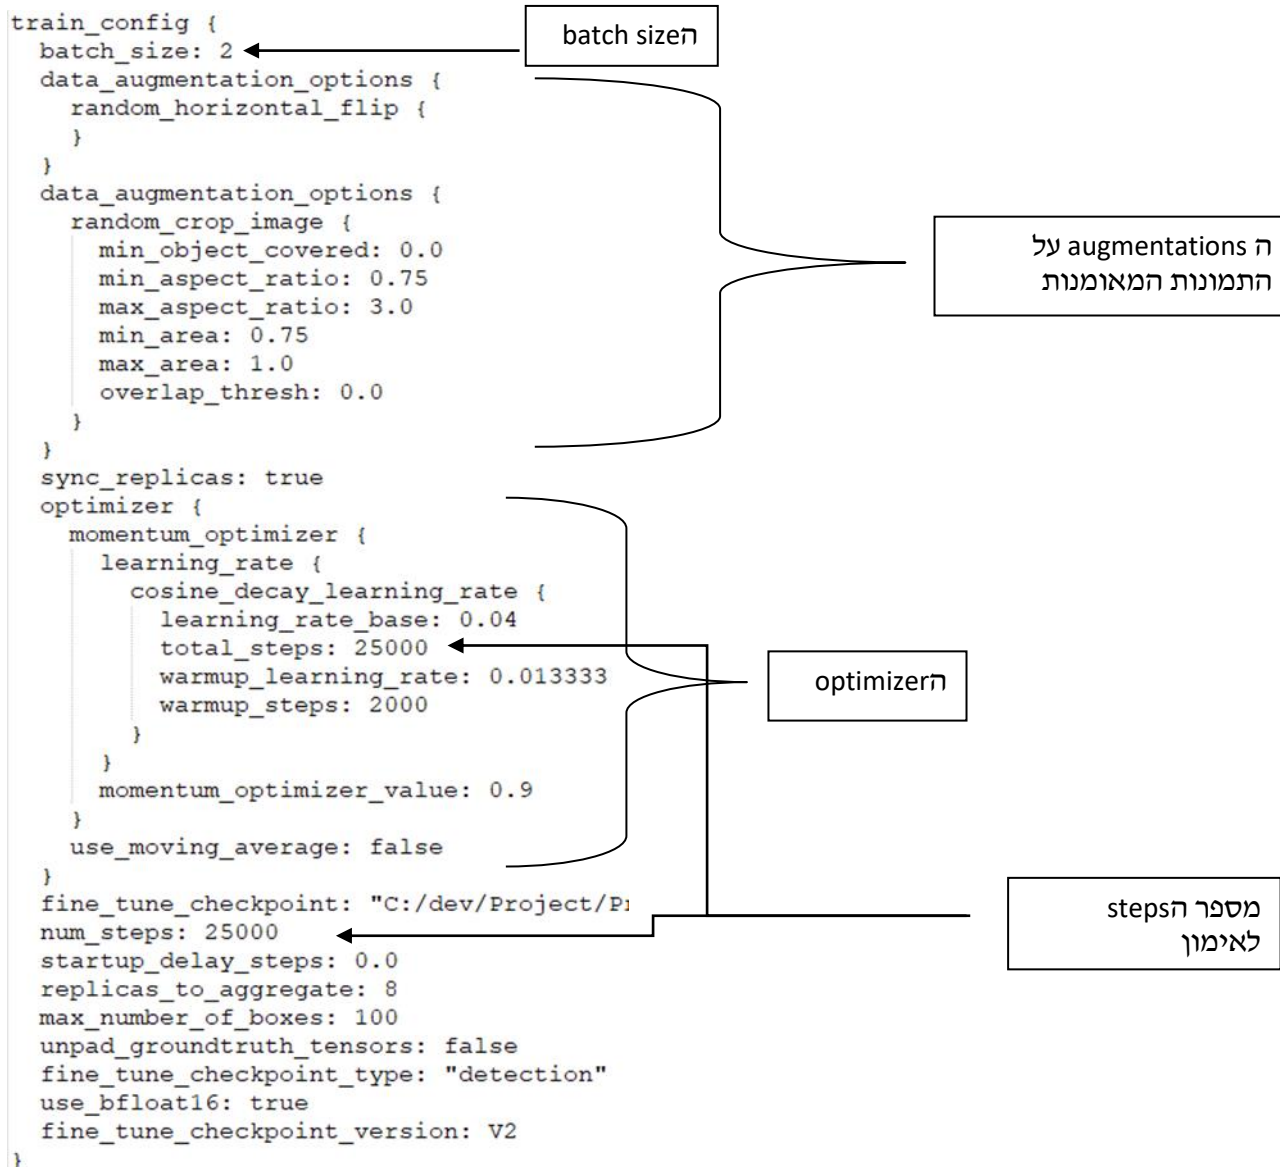 train_config {
batch_size: 2
data_augmentation_options {
random_horizontal_flip {
}
}
data_augmentation_options {
random_crop_image {
min_object_covered: 0.0
min_aspect_ratio: 0.75
max_aspect_ratio: 3.0
min_area: 0.75
max_area: 1.0
overlap_thresh: 0.0
}
}
sync_replicas: true
optimizer {
momentum_optimizer {
learning_rate {
cosine_decay_learning_rate {
learning_rate_base: 0.04
total_steps: 25000
warmup_learning_rate: 0.013333
warmup_steps: 2000
}
}
momentum_optimizer_value: 0.9
}
use_moving_average: false
}
fine_tune_checkpoint: "C:/dev/Project/P
num_steps: 25000
startup_delay_steps: 0.0
replicas_to_aggregate: 8
max_number_of_boxes: 100
unpad_groundtruth_tensors: false
fine_tune_checkpoint_type: "detection"
use_bfloat16: true
fine_tune_checkpoint_version: V2
}
הbatch size
ה augmentations על
התמונות המאומנות
הoptimizer
מספר הsteps
לאימון